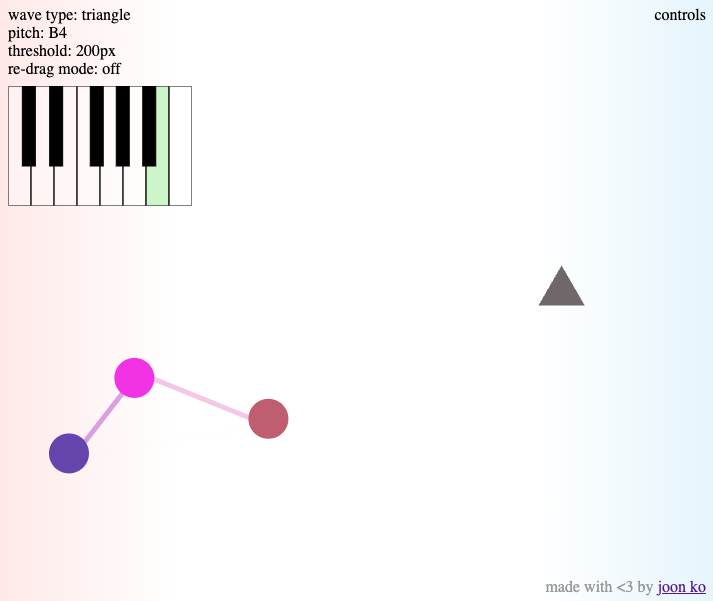 wave type: triangle
controls
pitch: B4
threshold: 200px
re-drag mode: off
made with <3 by joon ko